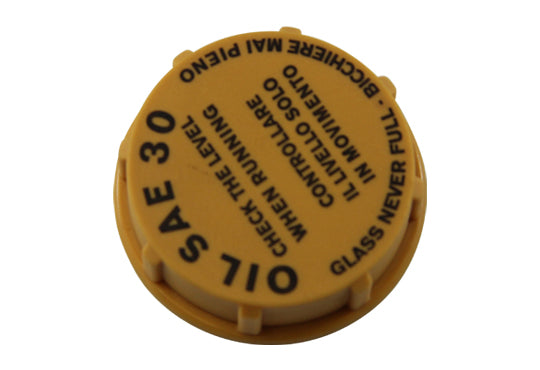 OIL SAE 30
CHECK THE LEVEL
WHEN RUNNING
CONTROLLARE
IL LIVELLO SOLO
IN MOVIMENTO
GLASS NEVER FULL - BICCHIERE MAI PIENO